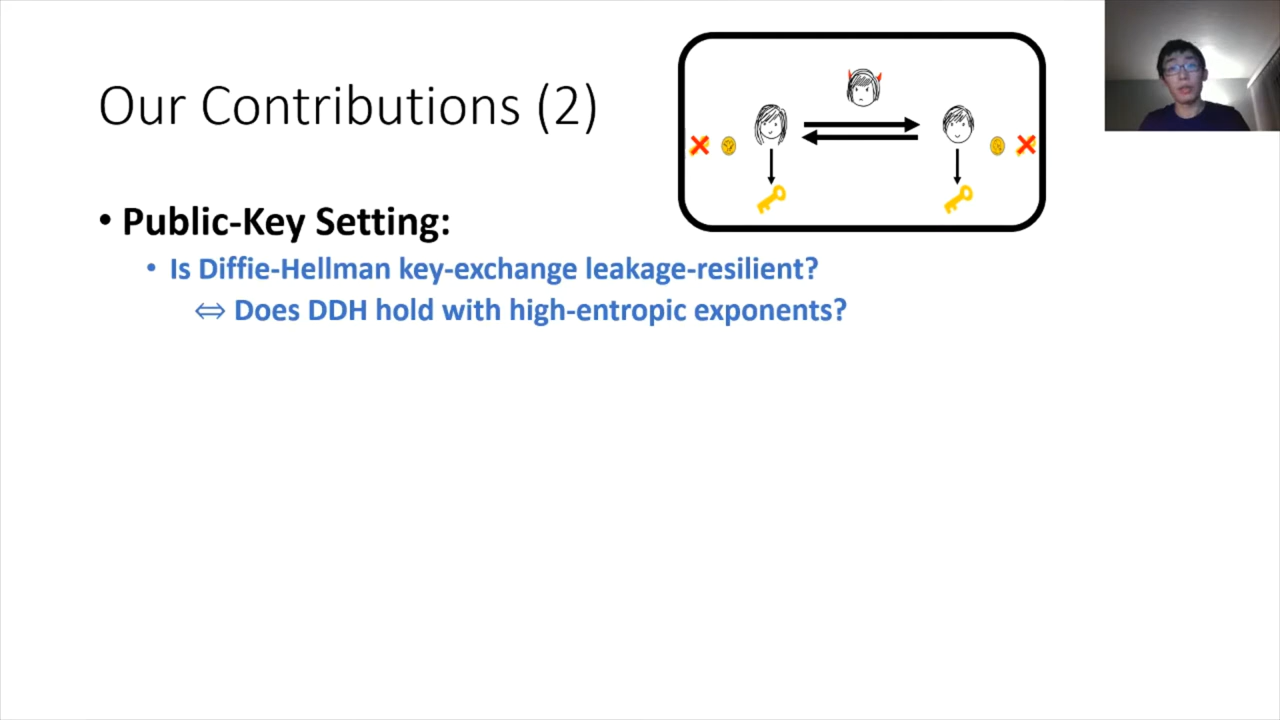 Our Contributions (2)
• Public-Key Setting:
• Is Diffie-Hellman key-exchange leakage-resilient?
⇔ Does DDH hold with high-entropic exponents?